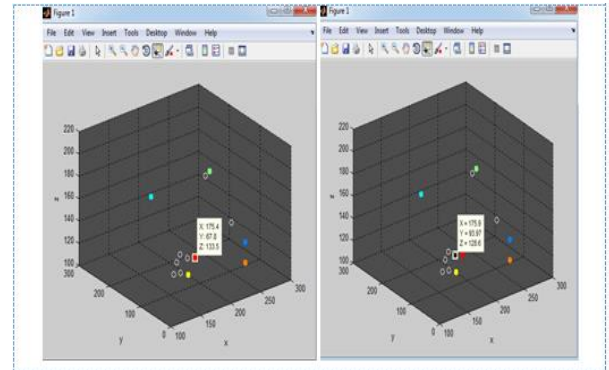 Figure 1
File Edit View Insert Tools Desktop Window Help
220
200
180
160
140
120
100
z
300
200
100
0
y
100
150
200
250
300
x
X: 175.4
Y: 67.8
Z: 133.5
Figure 1
File Edit View Insert Tools Desktop Window Help
220
200
180
160
140
120
100
z
300
200
100
0
y
100
150
200
250
300
x
X = 175.9
Y = 93.97
Z = 128.6